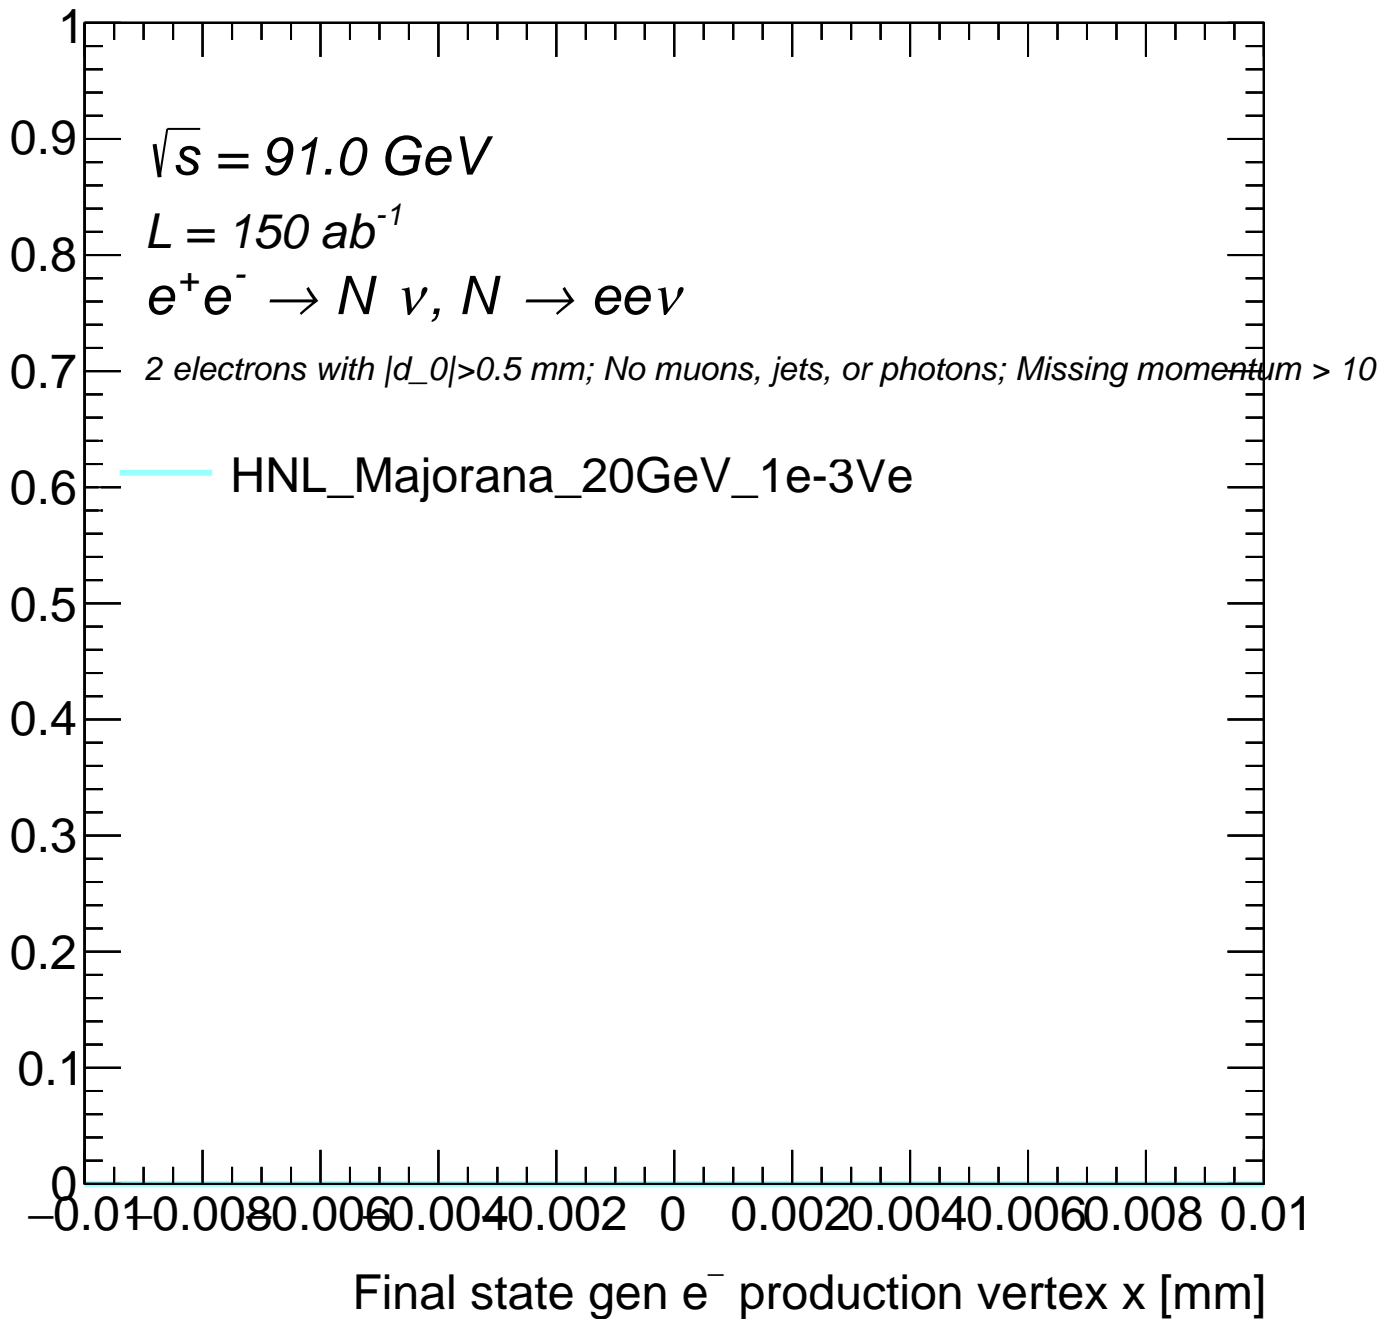 1
0.9
√s = 91.0 GeV
L = 150 ab⁻¹
0.8
e⁺e⁻ → N ν, N → eeν
0.7
2 electrons with |d_0|>0.5 mm; No muons, jets, or photons; Missing momentum > 10
HNL_Majorana_20GeV_1e-3Ve
0.6
0.5
0.4
0.3
0.2
0.1
0
−0.01 −0.008 −0.006 −0.004 −0.002 0 0.002 0.004 0.006 0.008 0.01
Final state gen e⁻ production vertex x [mm]